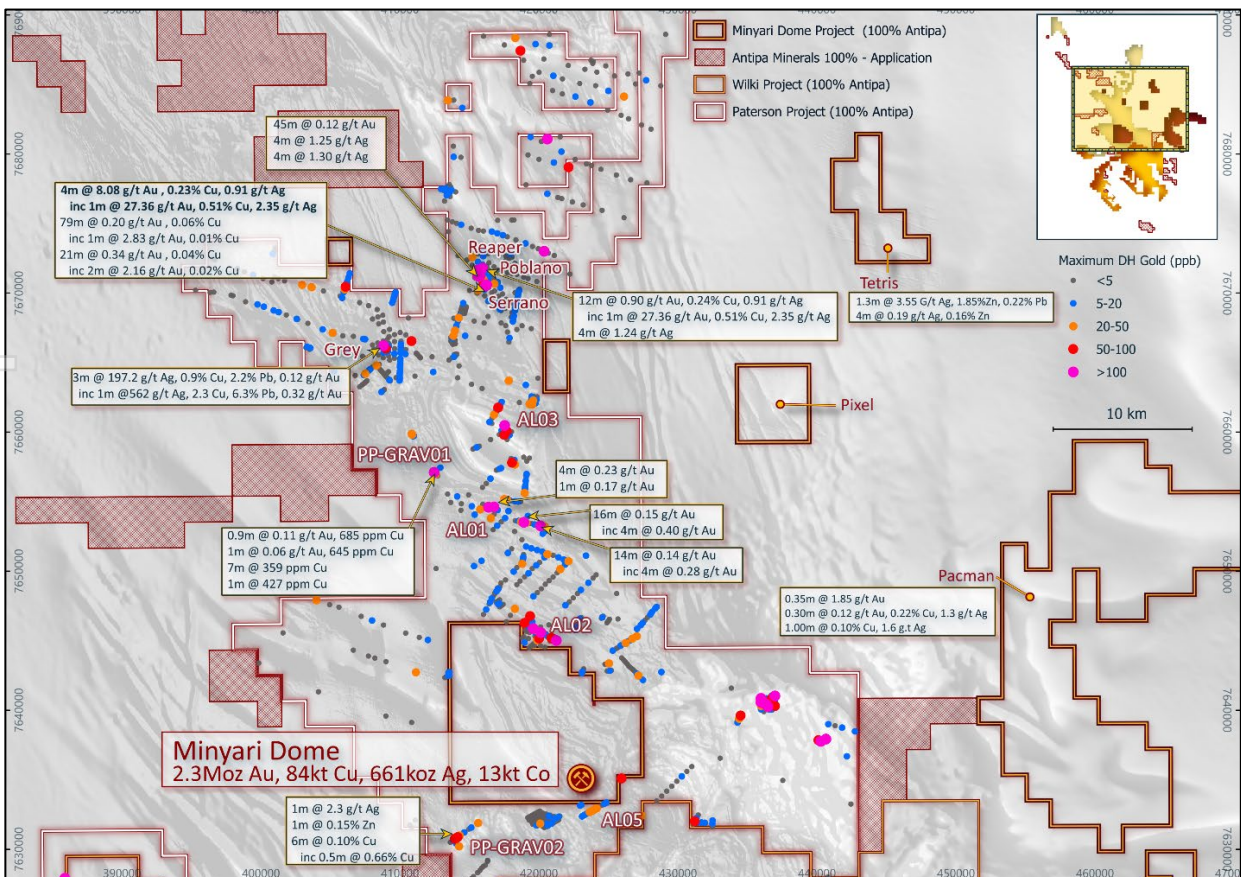 390000
400000
410000
420000
430000
440000
450000
Minyari Dome Project (100% Antipa)
Antipa Minerals 100% - Application
Wilki Project (100% Antipa)
Paterson Project (100% Antipa)
7680000
7680000
45m @ 0.12 g/t Au
4m @ 1.25 g/t Ag
4m @ 1.30 g/t Ag
4m @ 8.08 g/t Au , 0.23% Cu, 0.91 g/t Ag
inc 1m @ 27.36 g/t Au, 0.51% Cu, 2.35 g/t Ag
79m @ 0.20 g/t Au , 0.06% Cu
inc 1m @ 2.83 g/t Au, 0.01% Cu
21m @ 0.34 g/t Au , 0.04% Cu
inc 2m @ 2.16 g/t Au, 0.02% Cu
Reaper
Poblano
Serrano
Tetris
Maximum DH Gold (ppb)
<5
5-20
20-50
50-100
>100
10 km
7670000
7670000
12m @ 0.90 g/t Au, 0.24% Cu, 0.91 g/t Ag
inc 1m @ 27.36 g/t Au, 0.51% Cu, 2.35 g/t Ag
4m @ 1.24 g/t Ag
1.3m @ 3.55 G/t Ag, 1.85%Zn, 0.22% Pb
4m @ 0.19 g/t Ag, 0.16% Zn
Grey
3m @ 197.2 g/t Ag, 0.9% Cu, 2.2% Pb, 0.12 g/t Au
inc 1m @562 g/t Ag, 2.3 Cu, 6.3% Pb, 0.32 g/t Au
Pixel
AL03
7660000
7660000
PP-GRAV01
4m @ 0.23 g/t Au
1m @ 0.17 g/t Au
16m @ 0.15 g/t Au
inc 4m @ 0.40 g/t Au
AL01
0.9m @ 0.11 g/t Au, 685 ppm Cu
1m @ 0.06 g/t Au, 645 ppm Cu
7m @ 359 ppm Cu
1m @ 427 ppm Cu
14m @ 0.14 g/t Au
inc 4m @ 0.28 g/t Au
7650000
7650000
Pacman
0.35m @ 1.85 g/t Au
0.30m @ 0.12 g/t Au, 0.22% Cu, 1.3 g/t Ag
1.00m @ 0.10% Cu, 1.6 g.t Ag
AL02
7640000
7640000
Minyari Dome
2.3Moz Au, 84kt Cu, 661koz Ag, 13kt Co
1m @ 2.3 g/t Ag
1m @ 0.15% Zn
6m @ 0.10% Cu
inc 0.5m @ 0.66% Cu
AL05
PP-GRAV02
7630000
390000
400000
410000
420000
430000
440000
450000
460000